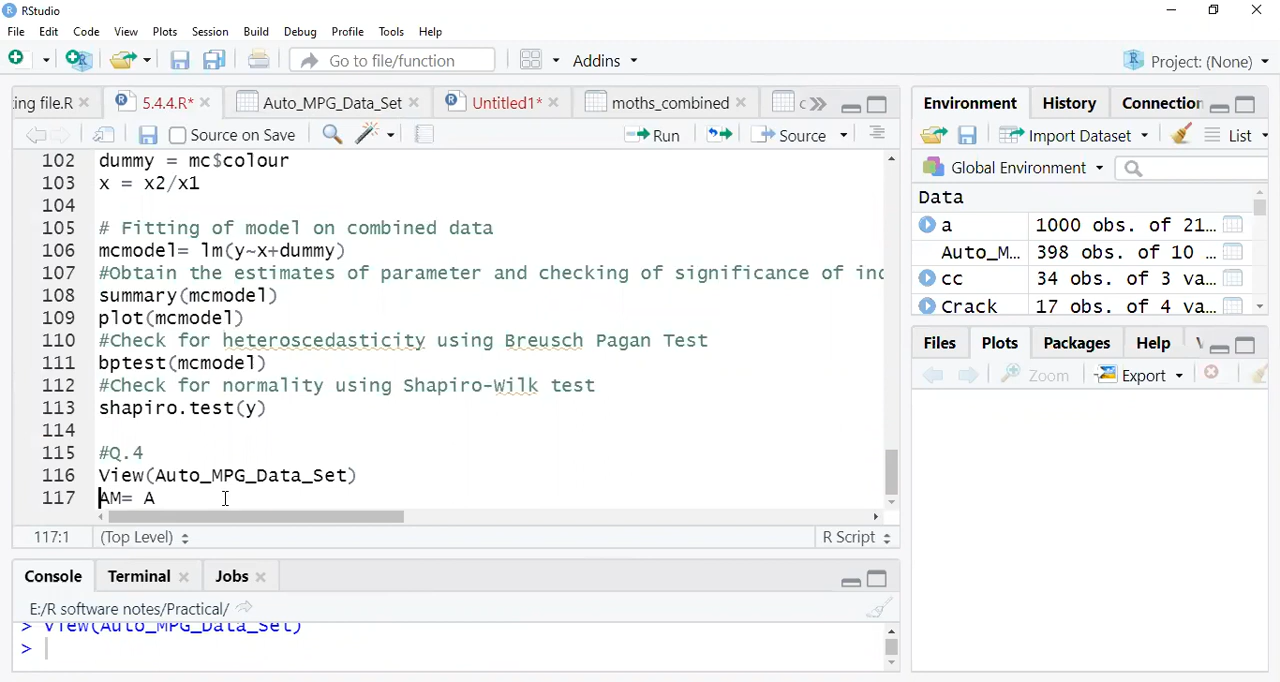 RStudio
File Edit Code View Plots Session Build Debug Profile Tools Help
Go to file/function Addins Project: (None)
ing file.R 5.4.4.R* Auto_MPG_Data_Set Untitled1* moths_combined c
Source on Save Run Source
102 dummy = mc$colour
103 x = x2/x1
104
105 # Fitting of model on combined data
106 mcmodel= lm(y~x+dummy)
107 #Obtain the estimates of parameter and checking of significance of inc
108 summary(mcmodel)
109 plot(mcmodel)
110 #Check for heteroscedasticity using Breusch Pagan Test
111 bptest(mcmodel)
112 #Check for normality using Shapiro-Wilk test
113 shapiro.test(y)
114
115 #Q.4
116 View(Auto_MPG_Data_Set)
117 AM= A
117:1 (Top Level) R Script
Console Terminal Jobs
E:/R software notes/Practical/
> View(Auto_MPG_Data_Set)
>
Environment History Connection
Import Dataset List
Global Environment
Data
a 1000 obs. of 21...
Auto_M... 398 obs. of 10 ...
cc 34 obs. of 3 va...
Crack 17 obs. of 4 va...
Files Plots Packages Help
Zoom Export